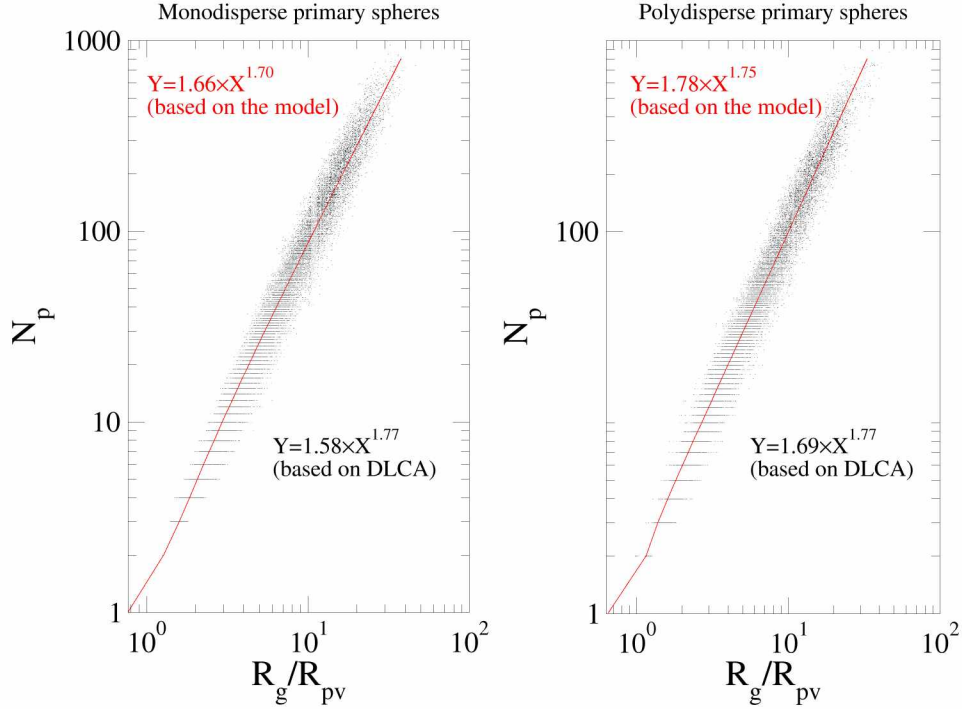 Monodisperse primary spheres
1000
Y=1.66×X^1.70
(based on the model)
100
N_p
10
Y=1.58×X^1.77
(based on DLCA)
1
10^0 10^1 10^2
R_g/R_pv
Polydisperse primary spheres
Y=1.78×X^1.75
(based on the model)
100
N_p
Y=1.69×X^1.77
(based on DLCA)
1
10^0 10^1 10^2
R_g/R_pv